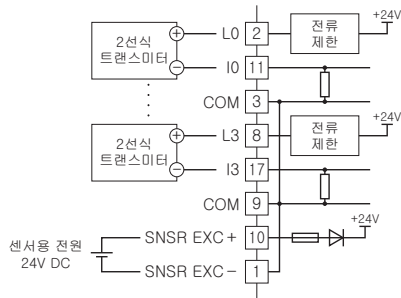 +24V
2선식
트랜스미터
+
L0
2
전류
제한
−
I0
11
COM
3
+24V
2선식
트랜스미터
+
L3
8
전류
제한
−
I3
17
COM
9
+24V
센서용 전원
24V DC
SNSR EXC+
10
SNSR EXC−
1